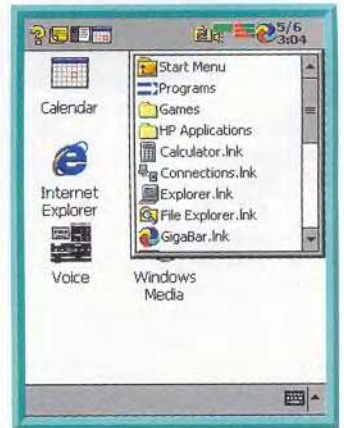 5/6
3:04
Start Menu
Programs
Games
HP Applications
Calculator.lnk
Connections.lnk
Explorer.lnk
File Explorer.lnk
GigaBar.lnk
Calendar
Internet
Explorer
Voice
Windows
Media